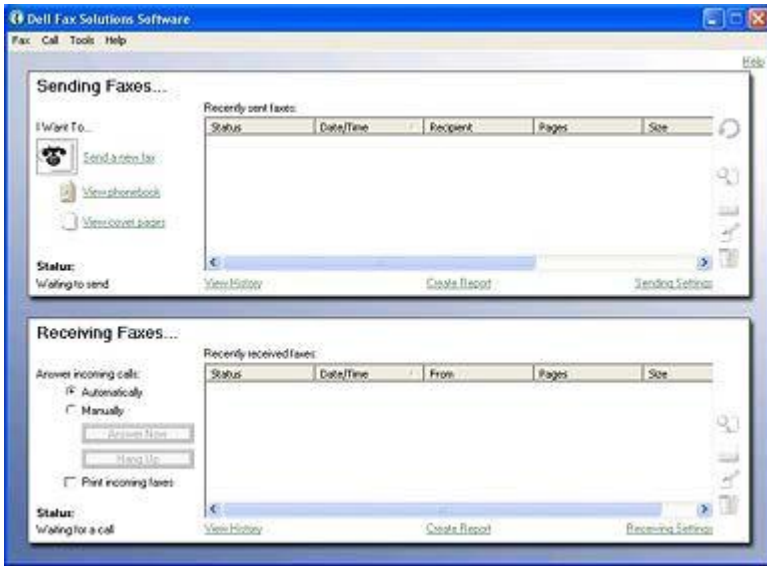 Dell Fax Solutions Software
Fax Call Tools Help
Help
Sending Faxes...
Recently sent faxes:
I Want To...
Status Date/Time Recipient Pages Size
Send a new fax
View phonebook
View cover pages
Status:
Waiting to send
View History Create Report Sending Settings
Receiving Faxes...
Recently received faxes:
Answer incoming calls:
Status Date/Time From Pages Size
Automatically
Manually
Answer Now
Hang Up
Print incoming faxes
Status:
Waiting for a call
View History Create Report Receiving Settings